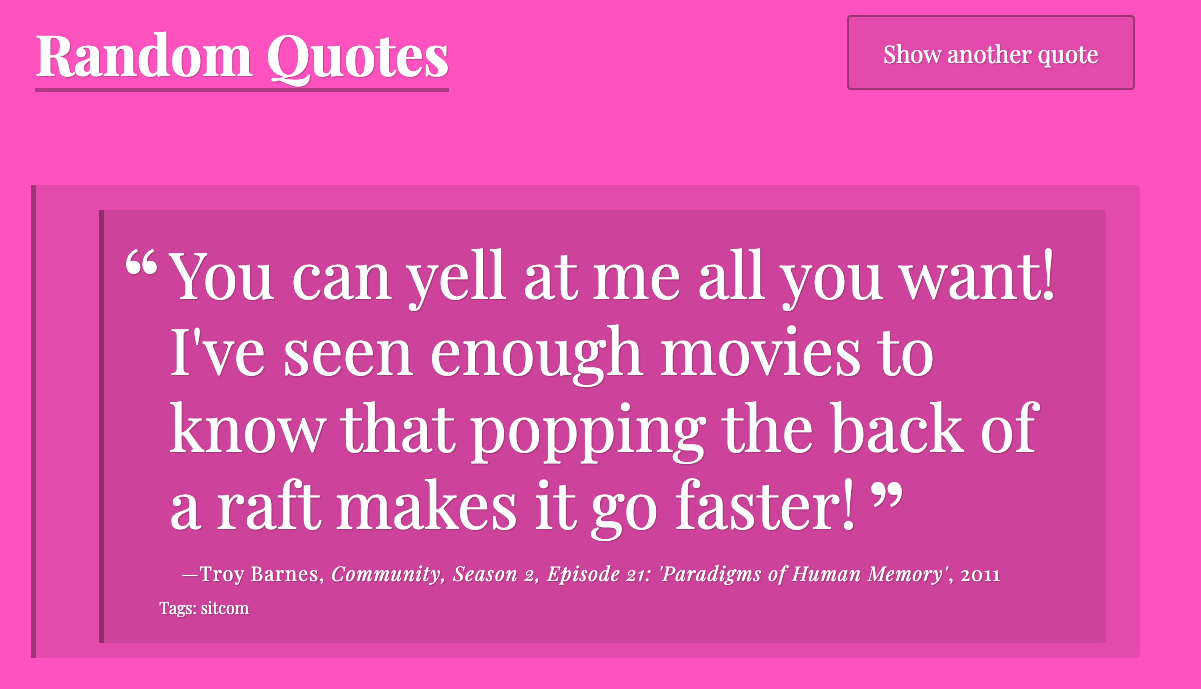 Random Quotes
Show another quote
“ You can yell at me all you want!
I've seen enough movies to
know that popping the back of
a raft makes it go faster! ”
—Troy Barnes, Community, Season 2, Episode 21: 'Paradigms of Human Memory', 2011
Tags: sitcom